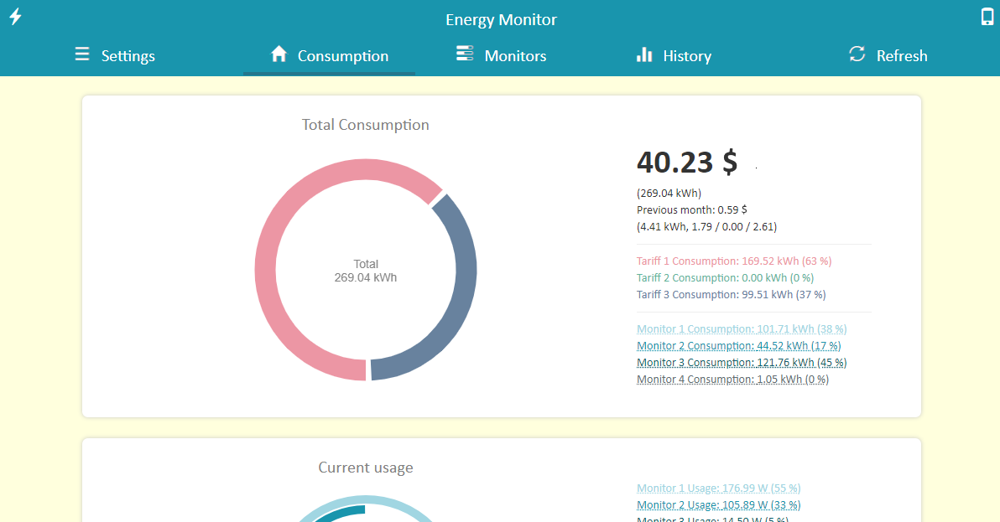 Energy Monitor
Settings
Consumption
Monitors
History
Refresh
Total Consumption
Total
269.04 kWh
40.23 $
(269.04 kWh)
Previous month: 0.59 $
(4.41 kWh, 1.79 / 0.00 / 2.61)
Tariff 1 Consumption: 169.52 kWh (63 %)
Tariff 2 Consumption: 0.00 kWh (0 %)
Tariff 3 Consumption: 99.51 kWh (37 %)
Monitor 1 Consumption: 101.71 kWh (38 %)
Monitor 2 Consumption: 44.52 kWh (17 %)
Monitor 3 Consumption: 121.76 kWh (45 %)
Monitor 4 Consumption: 1.05 kWh (0 %)
Current usage
Monitor 1 Usage: 176.99 W (55 %)
Monitor 2 Usage: 105.89 W (33 %)
Monitor 3 Usage: 14.50 W (5 %)